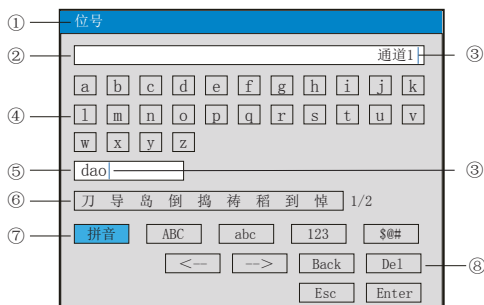 ① 位号
② 通道1 ③
a b c d e f g h i j k
④ l m n o p q r s t u v
w x y z
⑤ dao ③
⑥ 刀 导 岛 倒 捣 祷 稻 到 悼 1/2
⑦ 拼音 ABC abc 123 $@#
<-- --> Back Del ⑧
Esc Enter